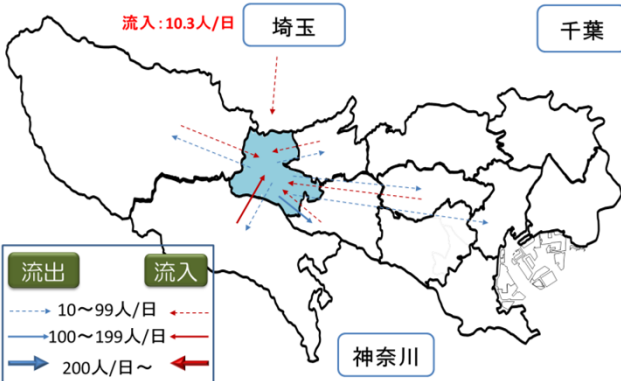 流入：10.3人/日
埼玉
千葉
流出
流入
10～99人/日
100～199人/日
200人/日～
神奈川